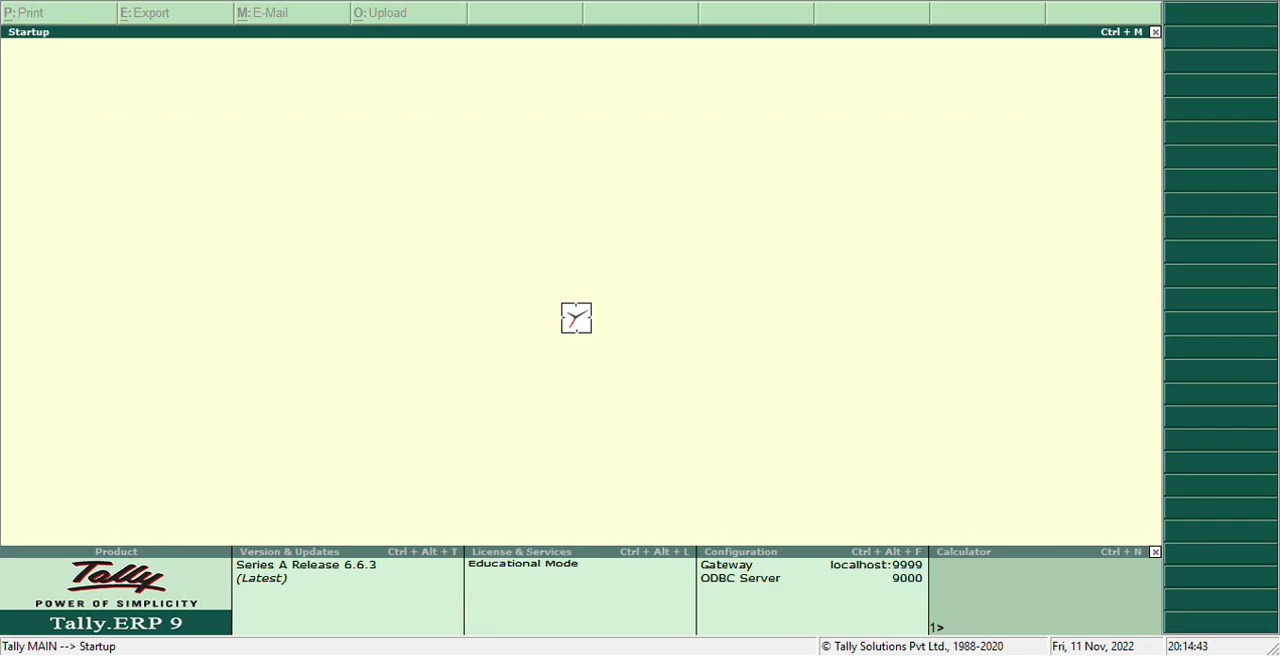 P: Print E: Export M: E-Mail O: Upload
Startup Ctrl + M
Product Version & Updates Ctrl + Alt + T License & Services Ctrl + Alt + L Configuration Ctrl + Alt + F Calculator Ctrl + N
Tally
POWER OF SIMPLICITY
Tally.ERP 9
Series A Release 6.6.3
(Latest)
Educational Mode
Gateway localhost:9999
ODBC Server 9000
1>
Tally MAIN --> Startup © Tally Solutions Pvt Ltd., 1988-2020 Fri, 11 Nov, 2022 20:14:43